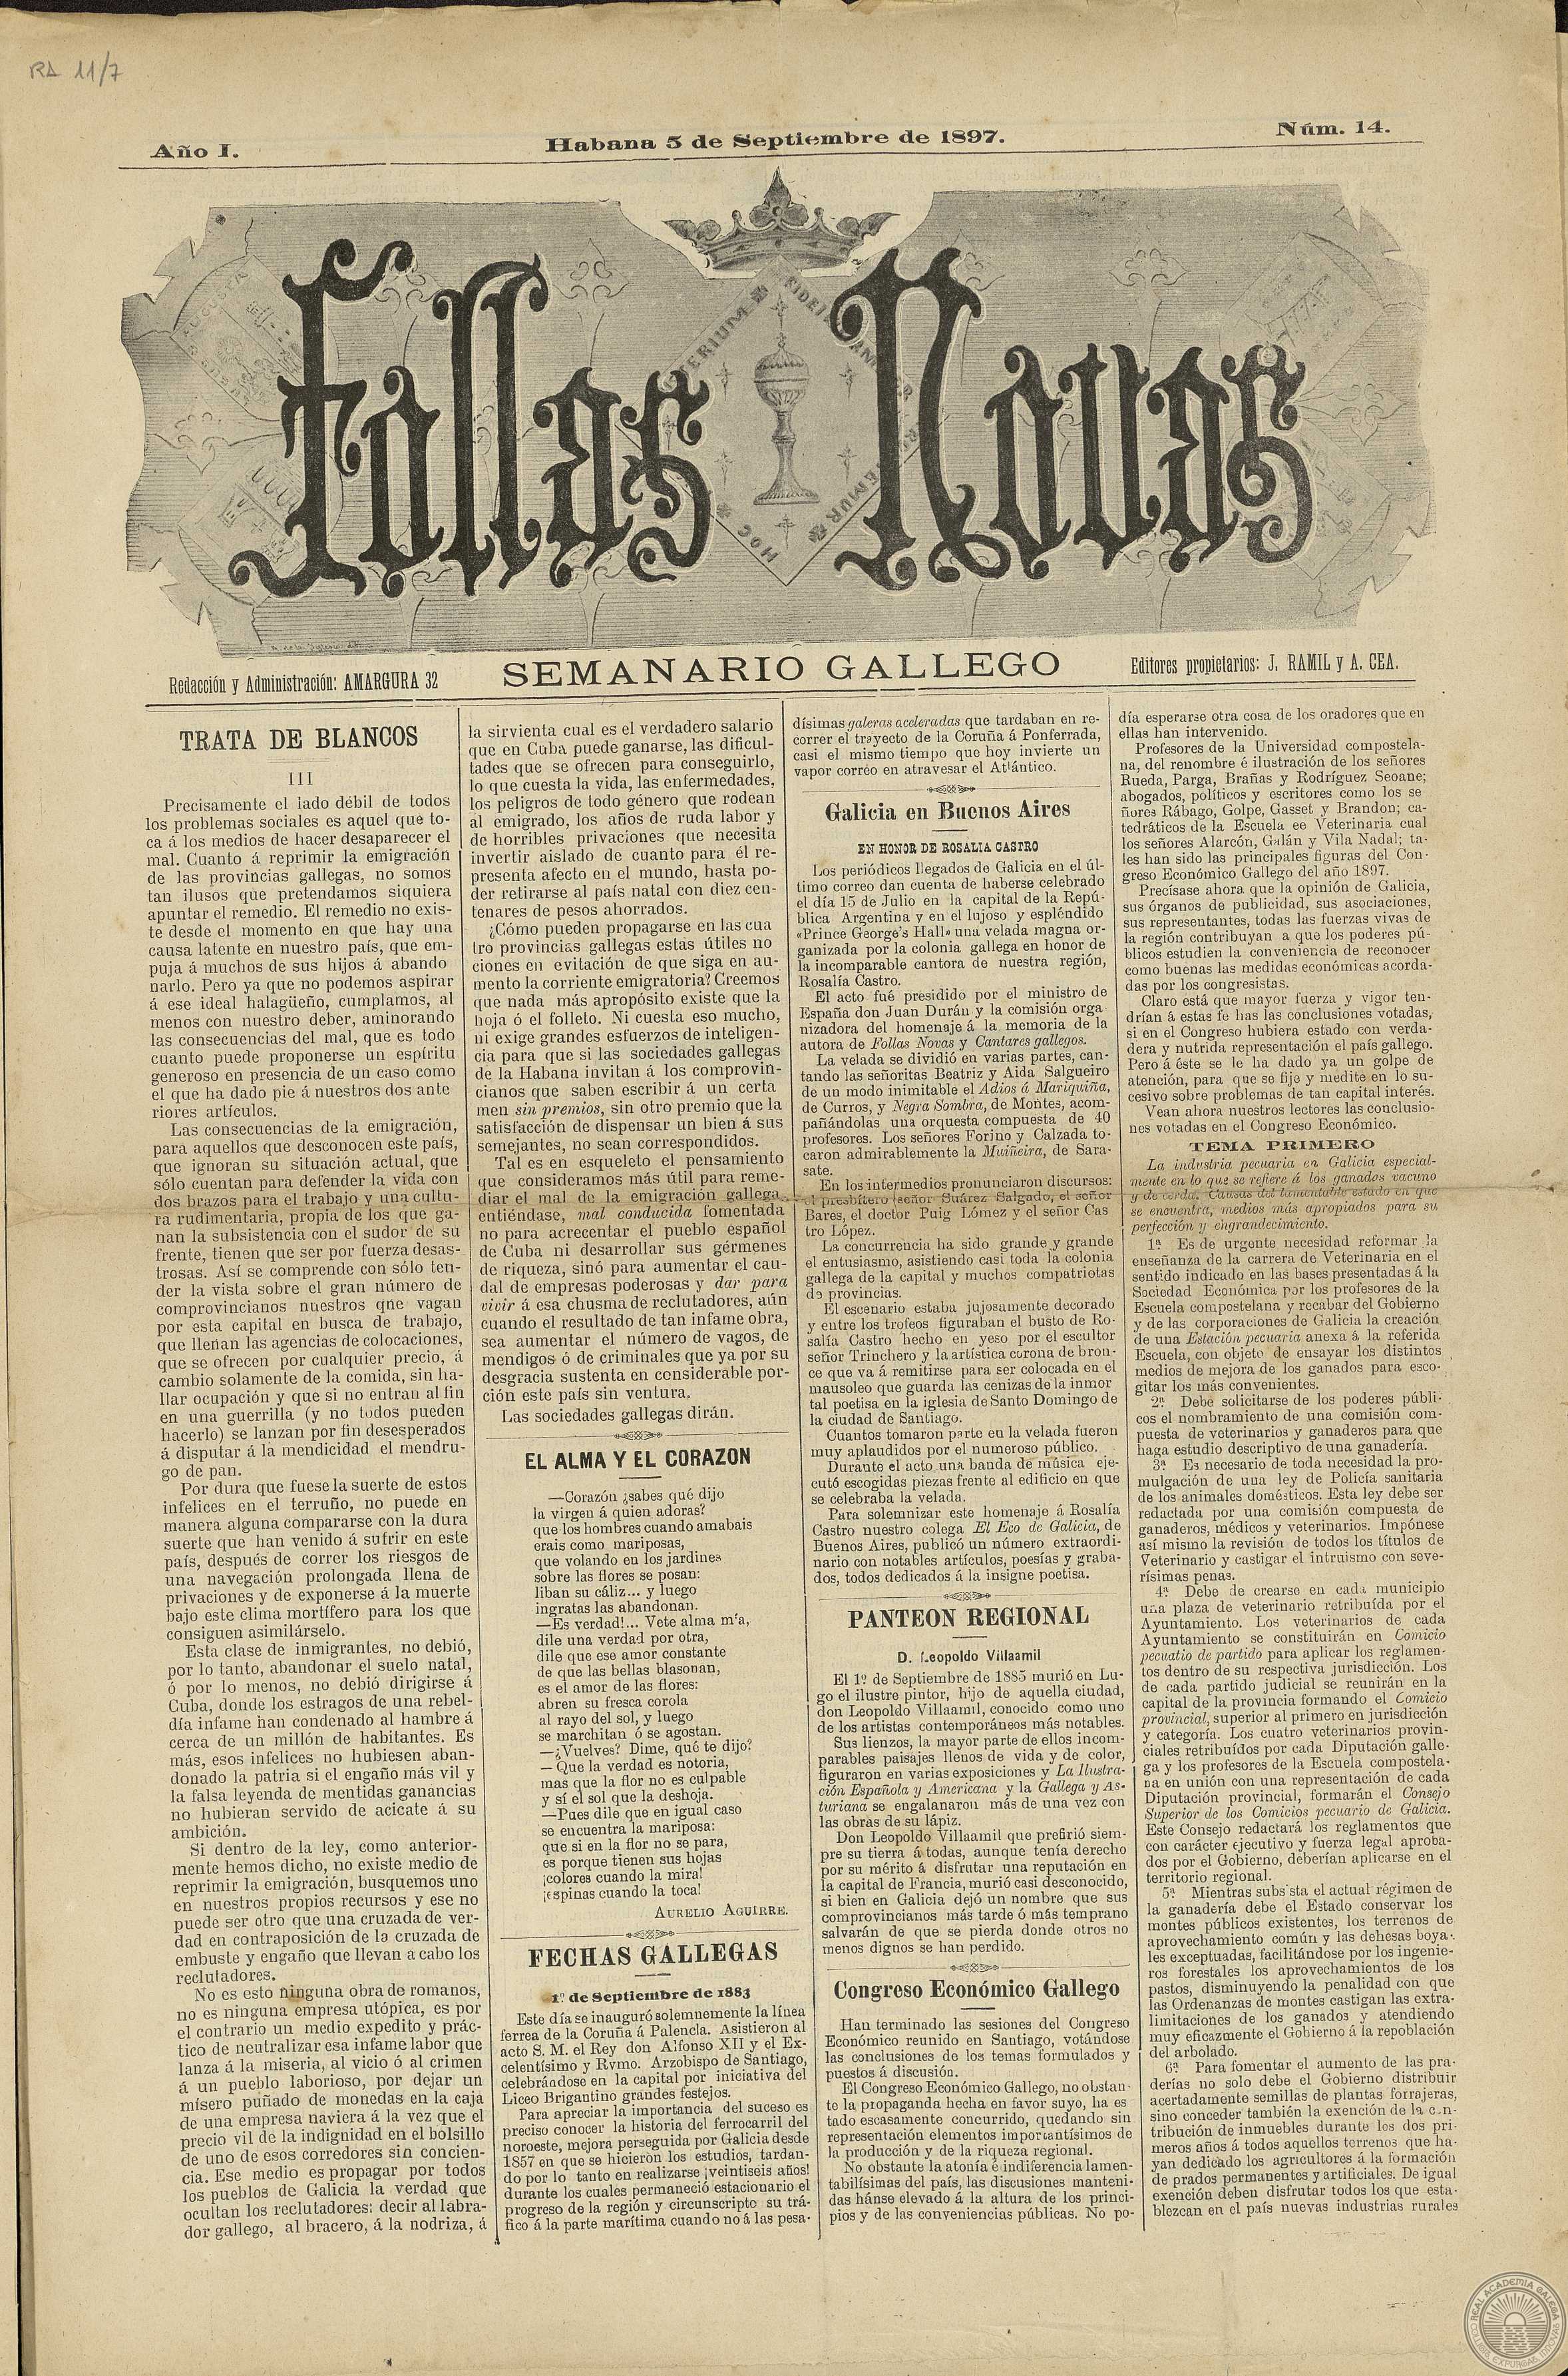 RA 11/7
Año I.
Habana 5 de Septiembre de 1897.
Núm. 14.
Follas Novas
HOC
TERIUM
FIDEI
EMUR
AUGUSTA
Redacción y Administración: AMARGURA 32
SEMANARIO GALLEGO
Editores propietarios: J. RAMIL y A. CEA.
TRATA DE BLANCOS
III
Precisamente el lado débil de todos
los problemas sociales es aquel que to-
ca á los medios de hacer desaparecer el
mal. Cuanto á reprimir la emigración
de las provincias gallegas, no somos
tan ilusos que pretendamos siquiera
apuntar el remedio. El remedio no exis-
te desde el momento en que hay una
causa latente en nuestro país, que em-
puja á muchos de sus hijos á abando
narlo. Pero ya que no podemos aspirar
á ese ideal halagüeño, cumplamos, al
menos con nuestro deber, aminorando
las consecuencias del mal, que es todo
cuanto puede proponerse un espíritu
generoso en presencia de un caso como
el que ha dado pie á nuestros dos ante
riores artículos.
Las consecuencias de la emigración,
para aquellos que desconocen este país,
que ignoran su situación actual, que
sólo cuentan para defender la vida con
dos brazos para el trabajo y una cultu-
ra rudimentaria, propia de los que ga-
nan la subsistencia con el sudor de su
frente, tienen que ser por fuerza desas-
trosas. Así se comprende con sólo ten-
der la vista sobre el gran número de
comprovincianos nuestros qne vagan
por esta capital en busca de trabajo,
que llenan las agencias de colocaciones,
que se ofrecen por cualquier precio, á
cambio solamente de la comida, sin ha-
llar ocupación y que si no entran al fin
en una guerrilla (y no todos pueden
hacerlo) se lanzan por fin desesperados
á disputar á la mendicidad el mendru-
go de pan.
Por dura que fuese la suerte de estos
infelices en el terruño, no puede en
manera alguna compararse con la dura
suerte que han venido á sufrir en este
país, después de correr los riesgos de
una navegación prolongada llena de
privaciones y de exponerse á la muerte
bajo este clima mortífero para los que
consiguen asimilárselo.
Esta clase de inmigrantes, no debió,
por lo tanto, abandonar el suelo natal,
ó por lo menos, no debió dirigirse á
Cuba, donde los estragos de una rebel-
día infame han condenado al hambre á
cerca de un millón de habitantes. Es
más, esos infelices no hubiesen aban-
donado la patria si el engaño más vil y
la falsa leyenda de mentidas ganancias
no hubieran servido de acicate á su
ambición.
Si dentro de la ley, como anterior-
mente hemos dicho, no existe medio de
reprimir la emigración, busquemos uno
en nuestros propios recursos y ese no
puede ser otro que una cruzada de ver-
dad en contraposición de la cruzada de
embuste y engaño que llevan a cabo los
reclutadores.
No es esto ninguna obra de romanos,
no es ninguna empresa utópica, es por
el contrario un medio expedito y prác-
tico de neutralizar esa infame labor que
lanza á la miseria, al vicio ó al crimen
á un pueblo laborioso, por dejar un
mísero puñado de monedas en la caja
de una empresa naviera á la vez que el
precio vil de la indignidad en el bolsillo
de uno de esos corredores sin concien-
cia. Ese medio es propagar por todos
los pueblos de Galicia la verdad que
ocultan los reclutadores: decir al labra-
dor gallego, al bracero, á la nodriza, á
la sirvienta cual es el verdadero salario
que en Cuba puede ganarse, las dificul-
tades que se ofrecen para conseguirlo,
lo que cuesta la vida, las enfermedades,
los peligros de todo género que rodean
al emigrado, los años de ruda labor y
de horribles privaciones que necesita
invertir aislado de cuanto para él re-
presenta afecto en el mundo, hasta po-
der retirarse al país natal con diez cen-
tenares de pesos ahorrados.
¿Cómo pueden propagarse en las cua
tro provincias gallegas estas útiles no
ciones en evitación de que siga en au-
mento la corriente emigratoria? Creemos
que nada más apropósito existe que la
hoja ó el folleto. Ni cuesta eso mucho,
ni exige grandes esfuerzos de inteligen-
cia para que si las sociedades gallegas
de la Habana invitan á los comprovin-
cianos que saben escribir á un certa
men sin premios, sin otro premio que la
satisfacción de dispensar un bien á sus
semejantes, no sean correspondidos.
Tal es en esqueleto el pensamiento
que consideramos más útil para reme-
diar el mal de la emigración gallega,
entiéndase, mal conducida fomentada
no para acrecentar el pueblo español
de Cuba ni desarrollar sus gérmenes
de riqueza, sinó para aumentar el cau-
dal de empresas poderosas y dar para
vivir á esa chusma de reclutadores, aún
cuando el resultado de tan infame obra,
sea aumentar el número de vagos, de
mendigos ó de criminales que ya por su
desgracia sustenta en considerable por-
ción este país sin ventura.
Las sociedades gallegas dirán.
EL ALMA Y EL CORAZON
—Corazón ¿sabes qué dijo
la virgen á quien adoras?
que los hombres cuando amabais
erais como mariposas,
que volando en los jardines
sobre las flores se posan:
liban su cáliz... y luego
ingratas las abandonan.
—Es verdad!... Vete alma m'a,
dile una verdad por otra,
dile que ese amor constante
de que las bellas blasonan,
es el amor de las flores:
abren su fresca corola
al rayo del sol, y luego
se marchitan ó se agostan.
—¿Vuelves? Dime, qué te dijo?
—Que la verdad es notoria,
mas que la flor no es culpable
y sí el sol que la deshoja.
—Pues dile que en igual caso
se encuentra la mariposa:
que si en la flor no se para,
es porque tienen sus hojas
¡colores cuando la mira!
¡espinas cuando la toca!
AURELIO AGUIRRE.
FECHAS GALLEGAS
1º de Septiembre de 1883
Este día se inauguró solemnemente la línea
ferrea de la Coruña á Palencia. Asistieron al
acto S. M. el Rey don Alfonso XII y el Ex-
celentísimo y Rvmo. Arzobispo de Santiago,
celebrándose en la capital por iniciativa del
Liceo Brigantino grandes festejos.
Para apreciar la importancia del suceso es
preciso conocer la historia del ferrocarril del
noroeste, mejora perseguida por Galicia desde
1857 en que se hicieron los estudios, tardan-
do por lo tanto en realizarse ¡veintiseis años!
durante los cuales permaneció estacionario el
progreso de la región y circunscripto su trá-
fico á la parte marítima cuando no á las pesa-
dísimas galeras aceleradas que tardaban en re-
correr el trayecto de la Coruña á Ponferrada,
casi el mismo tiempo que hoy invierte un
vapor correo en atravesar el Atlántico.
Galicia en Buenos Aires
EN HONOR DE ROSALIA CASTRO
Los periódicos llegados de Galicia en el úl-
timo correo dan cuenta de haberse celebrado
el día 15 de Julio en la capital de la Repú-
blica Argentina y en el lujoso y espléndido
«Prince George's Hall» una velada magna or-
ganizada por la colonia gallega en honor de
la incomparable cantora de nuestra región,
Rosalía Castro.
El acto fué presidido por el ministro de
España don Juan Durán y la comisión orga
nizadora del homenaje á la memoria de la
autora de Follas Novas y Cantares gallegos.
La velada se dividió en varias partes, can-
tando las señoritas Beatriz y Aida Salgueiro
de un modo inimitable el Adios á Mariquiña,
de Curros, y Negra Sombra, de Montes, acom-
pañándolas una orquesta compuesta de 40
profesores. Los señores Forino y Calzada to-
caron admirablemente la Muiñeira, de Sara-
sate.
En los intermedios pronunciaron discursos:
el presbítero señor Suárez Salgado, el señor
Bares, el doctor Puig Lómez y el señor Cas
tro López.
La concurrencia ha sido grande y grande
el entusiasmo, asistiendo casi toda la colonia
gallega de la capital y muchos compatriotas
de provincias.
El escenario estaba jujosamente decorado
y entre los trofeos figuraban el busto de Ro-
salía Castro hecho en yeso por el escultor
señor Trinchero y la artística corona de bron-
ce que va á remitirse para ser colocada en el
mausoleo que guarda las cenizas de la inmor
tal poetisa en la iglesia de Santo Domingo de
la ciudad de Santiago.
Cuantos tomaron parte en la velada fueron
muy aplaudidos por el numeroso público.
Durante el acto una banda de música eje-
cutó escogidas piezas frente al edificio en que
se celebraba la velada.
Para solemnizar este homenaje á Rosalía
Castro nuestro colega El Eco de Galicia, de
Buenos Aires, publicó un número extraordi-
nario con notables artículos, poesías y graba-
dos, todos dedicados á la insigne poetisa.
PANTEON REGIONAL
D. Leopoldo Villaamil
El 1º de Septiembre de 1885 murió en Lu-
go el ilustre pintor, hijo de aquella ciudad,
don Leopoldo Villaamil, conocido como uno
de los artistas contemporáneos más notables.
Sus lienzos, la mayor parte de ellos incom-
parables paisajes llenos de vida y de color,
figuraron en varias exposiciones y La Ilustra-
ción Española y Americana y la Gallega y As-
turiana se engalanaron más de una vez con
las obras de su lápiz.
Don Leopoldo Villaamil que prefirió siem-
pre su tierra á todas, aunque tenía derecho
por su mérito á disfrutar una reputación en
la capital de Francia, murió casi desconocido,
si bien en Galicia dejó un nombre que sus
comprovincianos más tarde ó más temprano
salvarán de que se pierda donde otros no
menos dignos se han perdido.
Congreso Económico Gallego
Han terminado las sesiones del Congreso
Económico reunido en Santiago, votándose
las conclusiones de los temas formulados y
puestos á discusión.
El Congreso Económico Gallego, no obstan-
te la propaganda hecha en favor suyo, ha es
tado escasamente concurrido, quedando sin
representación elementos importantísimos de
la producción y de la riqueza regional.
No obstante la atonía é indiferencia lamen-
tabilísimas del país, las discusiones manteni-
das hánse elevado á la altura de los princi-
pios y de las conveniencias públicas. No po-
día esperarse otra cosa de los oradores que en
ellas han intervenido.
Profesores de la Universidad compostela-
na, del renombre é ilustración de los señores
Rueda, Parga, Brañas y Rodríguez Seoane;
abogados, políticos y escritores como los se
ñores Rábago, Golpe, Gasset y Brandon; ca-
tedráticos de la Escuela ee Veterinaria cual
los señores Alarcón, Galán y Vila Nadal; ta-
les han sido las principales figuras del Con-
greso Económico Gallego del año 1897.
Precísase ahora que la opinión de Galicia,
sus órganos de publicidad, sus asociaciones,
sus representantes, todas las fuerzas vivas de
la región contribuyan a que los poderes pú-
blicos estudien la conveniencia de reconocer
como buenas las medidas económicas acorda-
das por los congresistas.
Claro está que mayor fuerza y vigor ten-
drían á estas fe has las conclusiones votadas,
si en el Congreso hubiera estado con verda-
dera y nutrida representación el país gallego.
Pero á éste se le ha dado ya un golpe de
atención, para que se fije y medite en lo su-
cesivo sobre problemas de tan capital interés.
Vean ahora nuestros lectores las conclusio-
nes votadas en el Congreso Económico.
TEMA PRIMERO
La industria pecuaria en Galicia especial-
mente en lo que se refiere á los ganados vacuno
y de cerda. Causas del lamentable estado en que
se encuentra, medios más apropiados para su
perfección y engrandecimiento.
1ª Es de urgente necesidad reformar la
enseñanza de la carrera de Veterinaria en el
sentido indicado en las bases presentadas á la
Sociedad Económica por los profesores de la
Escuela compostelana y recabar del Gobierno
y de las corporaciones de Galicia la creación
de una Estación pecuaria anexa á la referida
Escuela, con objeto de ensayar los distintos
medios de mejora de los ganados para esco-
gitar los más convenientes.
2ª Debe solicitarse de los poderes públi-
cos el nombramiento de una comisión com-
puesta de veterinarios y ganaderos para que
haga estudio descriptivo de una ganadería.
3ª Es necesario de toda necesidad la pro-
mulgación de una ley de Policía sanitaria
de los animales domésticos. Esta ley debe ser
redactada por una comisión compuesta de
ganaderos, médicos y veterinarios. Impónese
así mismo la revisión de todos los títulos de
Veterinario y castigar el intruismo con seve-
rísimas penas.
4ª Debe de crearse en cada municipio
una plaza de veterinario retribuída por el
Ayuntamiento. Los veterinarios de cada
Ayuntamiento se constituirán en Comicio
pecuatio de partido para aplicar los reglamen-
tos dentro de su respectiva jurisdicción. Los
de cada partido judicial se reunirán en la
capital de la provincia formando el Comicio
provincial, superior al primero en jurisdicción
y categoría. Los cuatro veterinarios provin-
ciales retribuídos por cada Diputación galle-
ga y los profesores de la Escuela compostela-
na en unión con una representación de cada
Diputación provincial, formarán el Consejo
Superior de los Comicios pecuario de Galicia.
Este Consejo redactará los reglamentos que
con carácter ejecutivo y fuerza legal aproba-
dos por el Gobierno, deberían aplicarse en el
territorio regional.
5ª Mientras subsista el actual régimen de
la ganadería debe el Estado conservar los
montes públicos existentes, los terrenos de
aprovechamiento común y las dehesas boya-
les exceptuadas, facilitándose por los ingenie-
ros forestales los aprovechamientos de los
pastos, disminuyendo la penalidad con que
las Ordenanzas de montes castigan las extra-
limitaciones de los ganados y atendiendo
muy eficazmente el Gobierno á la repoblación
del arbolado.
6ª Para fomentar el aumento de las pra-
derías no solo debe el Gobierno distribuir
acertadamente semillas de plantas forrajeras,
sino conceder también la exención de la con-
tribución de inmuebles durante los dos pri-
meros años á todos aquellos terrenos que ha-
yan dedicado los agricultores á la formación
de prados permanentes y artificiales. De igual
exención deben disfrutar todos los que esta-
blezcan en el país nuevas industrias rurales
REAL ACADEMIA GALEGA
COLLIGIT EXPURGAT INNOVAT